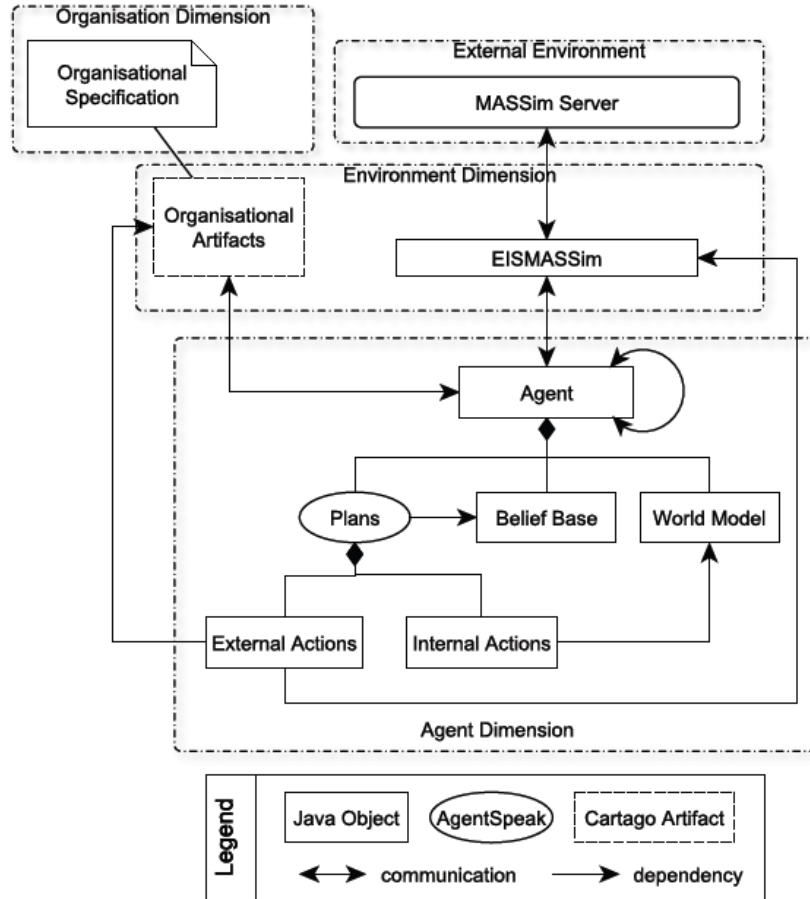 Organisation Dimension
Organisational
Specification
External Environment
MASSim Server
Environment Dimension
Organisational
Artifacts
EISMASSim
Agent
Plans
Belief Base
World Model
External Actions
Internal Actions
Agent Dimension
Legend
Java Object
AgentSpeak
Cartago Artifact
communication
dependency